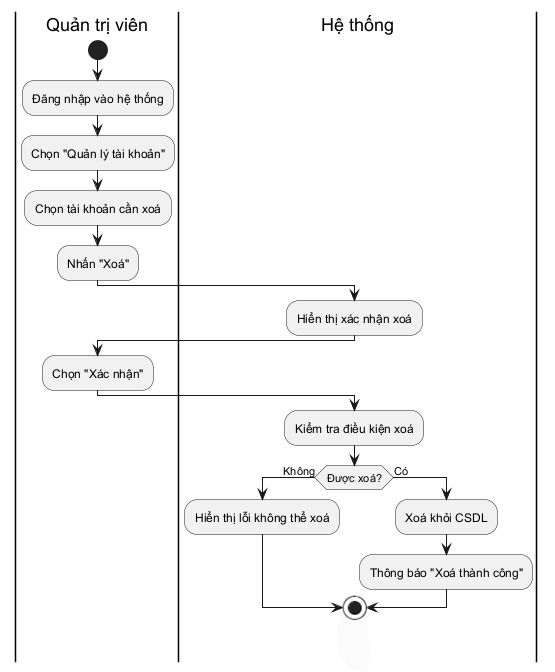 Quản trị viên
Hệ thống
Đăng nhập vào hệ thống
Chọn "Quản lý tài khoản"
Chọn tài khoản cần xoá
Nhấn "Xoá"
Hiển thị xác nhận xoá
Chọn "Xác nhận"
Kiểm tra điều kiện xoá
Không
Được xoá?
Có
Hiển thị lỗi không thể xoá
Xoá khỏi CSDL
Thông báo "Xoá thành công"